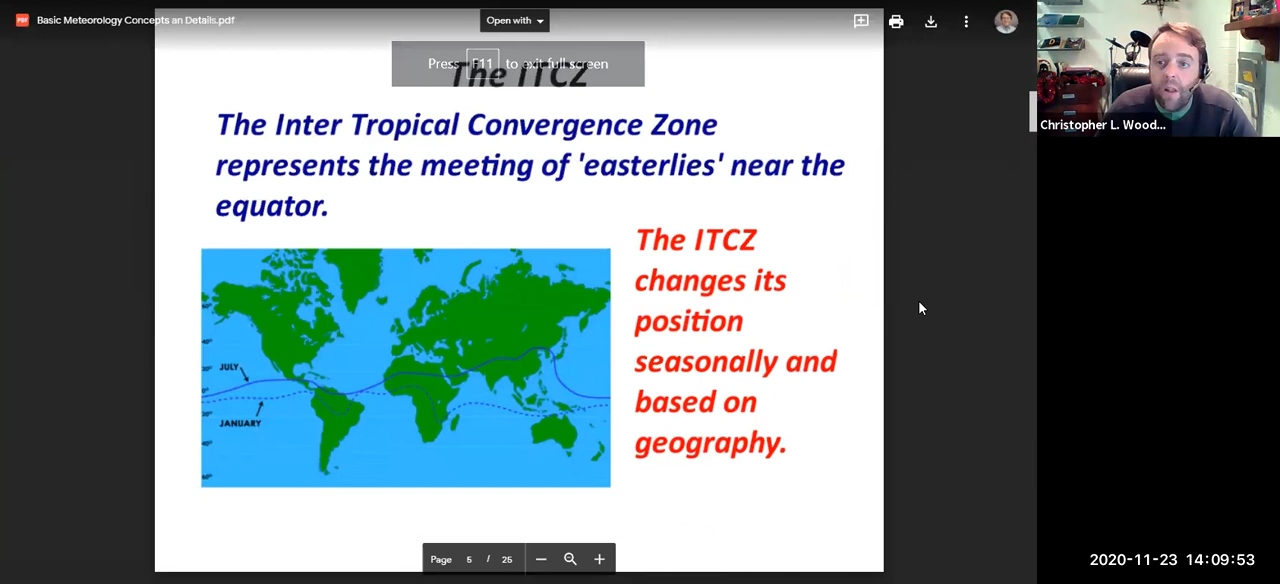 PDF
Basic Meteorology Concepts an Details.pdf
Open with
Press F11 to exit full screen
The ITCZ
The Inter Tropical Convergence Zone
represents the meeting of 'easterlies' near the
equator.
The ITCZ
changes its
position
seasonally and
based on
geography.
JULY
JANUARY
Page 5 / 25
Christopher L. Wood...
2020-11-23 14:09:53